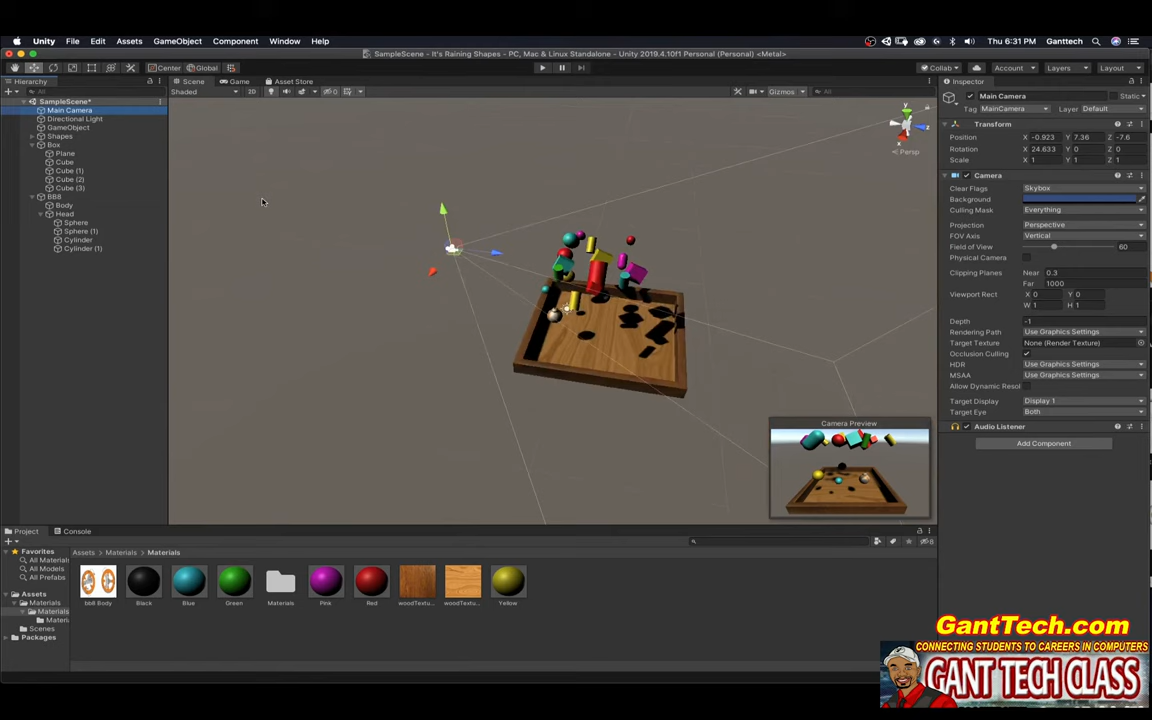 Unity File Edit Assets GameObject Component Window Help Thu 6:31 PM Ganttech
SampleScene - It's Raining Shapes - PC, Mac & Linux Standalone - Unity 2019.4.10f1 Personal (Personal) <Metal>
Center Global Collab Account Layers Layout
Hierarchy Scene Game Asset Store Inspector
All Shaded 2D 0 Gizmos All
Main Camera Static
Tag MainCamera Layer Default
SampleScene*
Main Camera
Directional Light
GameObject
Shapes
Box
Plane
Cube
Cube (1)
Cube (2)
Cube (3)
BB8
Body
Head
Sphere
Sphere (1)
Cylinder
Cylinder (1)
y
z
x
Persp
Transform
Position X -0.923 Y 7.36 Z -7.6
Rotation X 24.633 Y 0 Z 0
Scale X 1 Y 1 Z 1
Camera
Clear Flags Skybox
Background
Culling Mask Everything
Projection Perspective
FOV Axis Vertical
Field of View 60
Physical Camera
Clipping Planes Near 0.3
Far 1000
Viewport Rect X 0 Y 0
W 1 H 1
Depth -1
Rendering Path Use Graphics Settings
Target Texture None (Render Texture)
Occlusion Culling
HDR Use Graphics Settings
MSAA Use Graphics Settings
Allow Dynamic Resol
Target Display Display 1
Target Eye Both
Audio Listener
Add Component
Camera Preview
Project Console
8
Favorites
All Material
All Models
All Prefabs
Assets
Materials
Materials
Materi
Scenes
Packages
Assets Materials Materials
bb8 Body Black Blue Green Materials Pink Red woodTextu... woodTextu... Yellow
GantTech.com
CONNECTING STUDENTS TO CAREERS IN COMPUTERS
GANT TECH CLASS